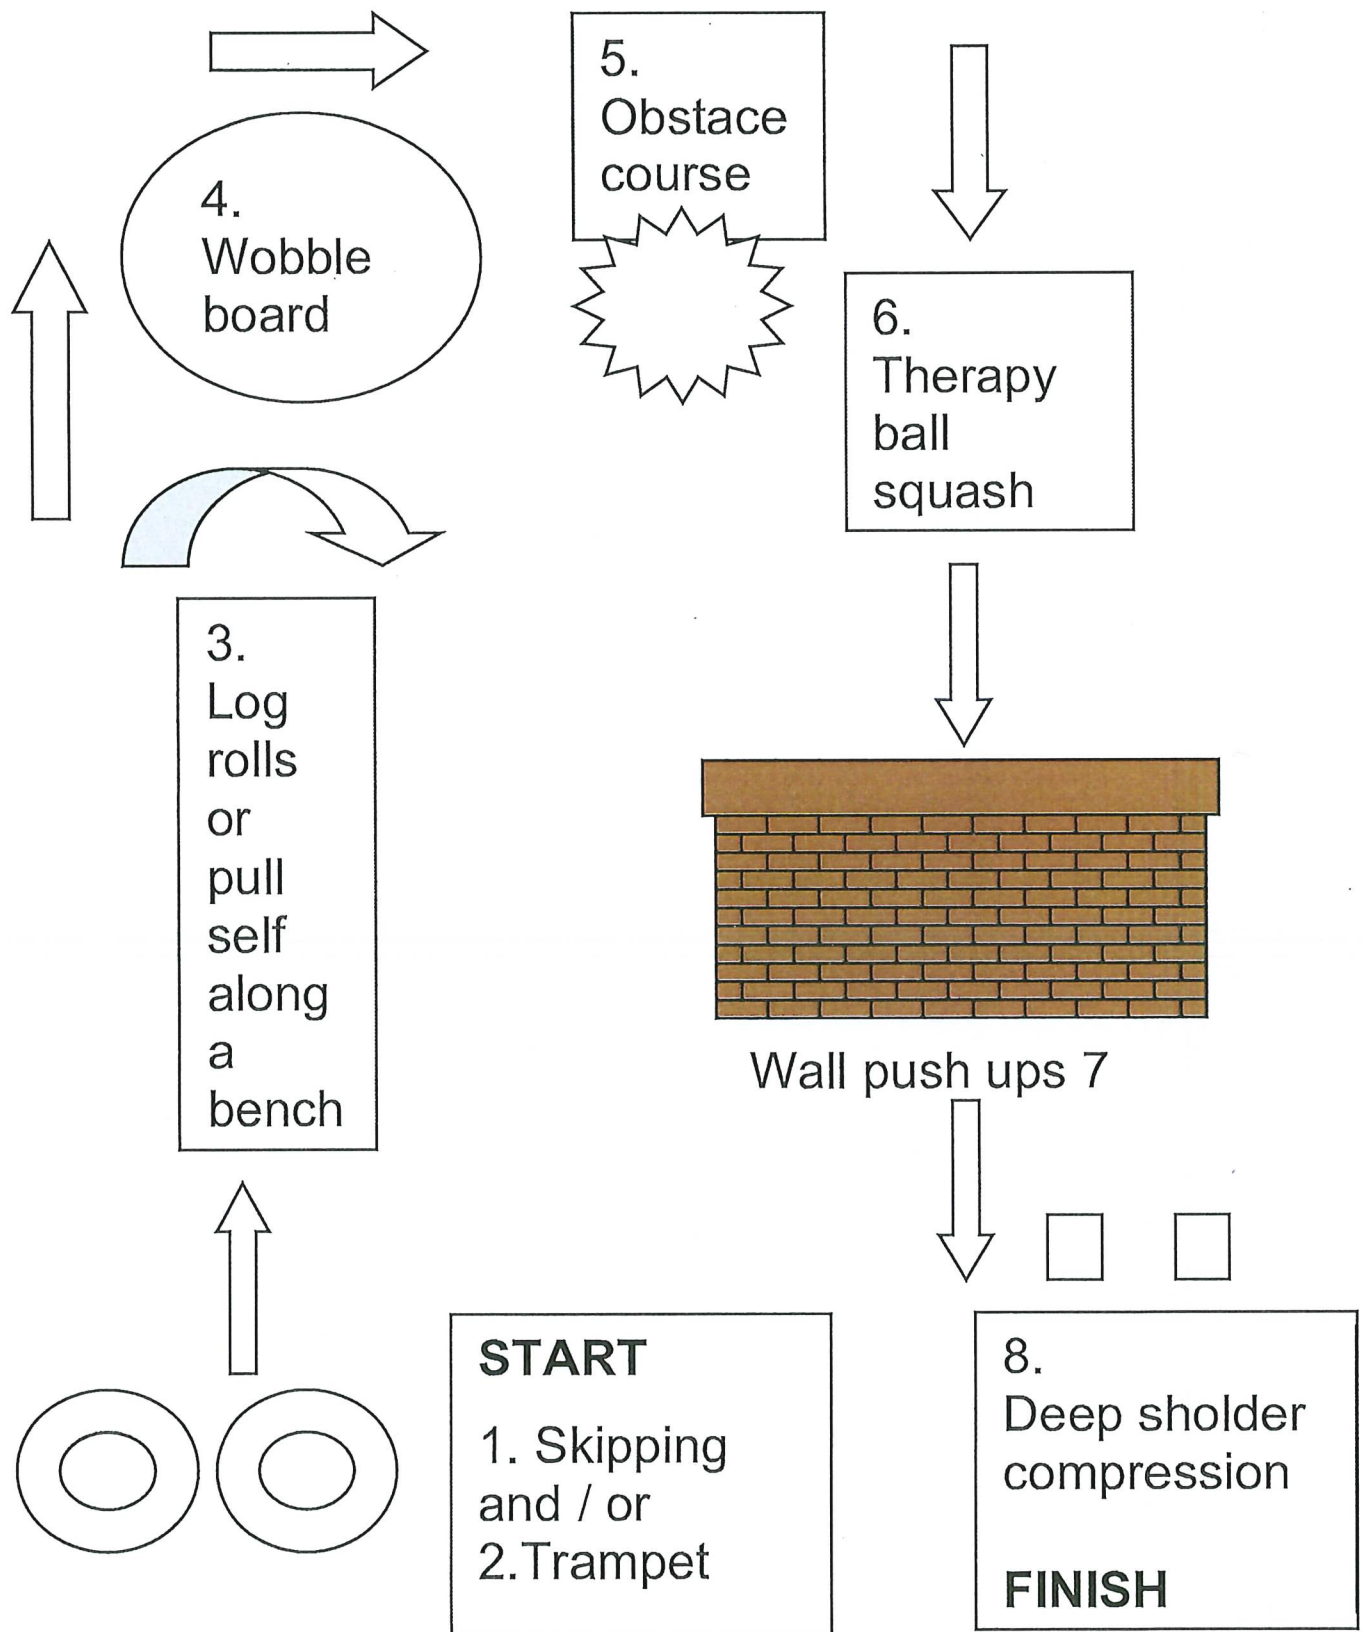 START
1. Skipping
and / or
2.Trampet
3.
Log
rolls
or
pull
self
along
a
bench
4.
Wobble
board
5.
Obstace
course
6.
Therapy
ball
squash
Wall push ups 7
8.
Deep sholder
compression
FINISH